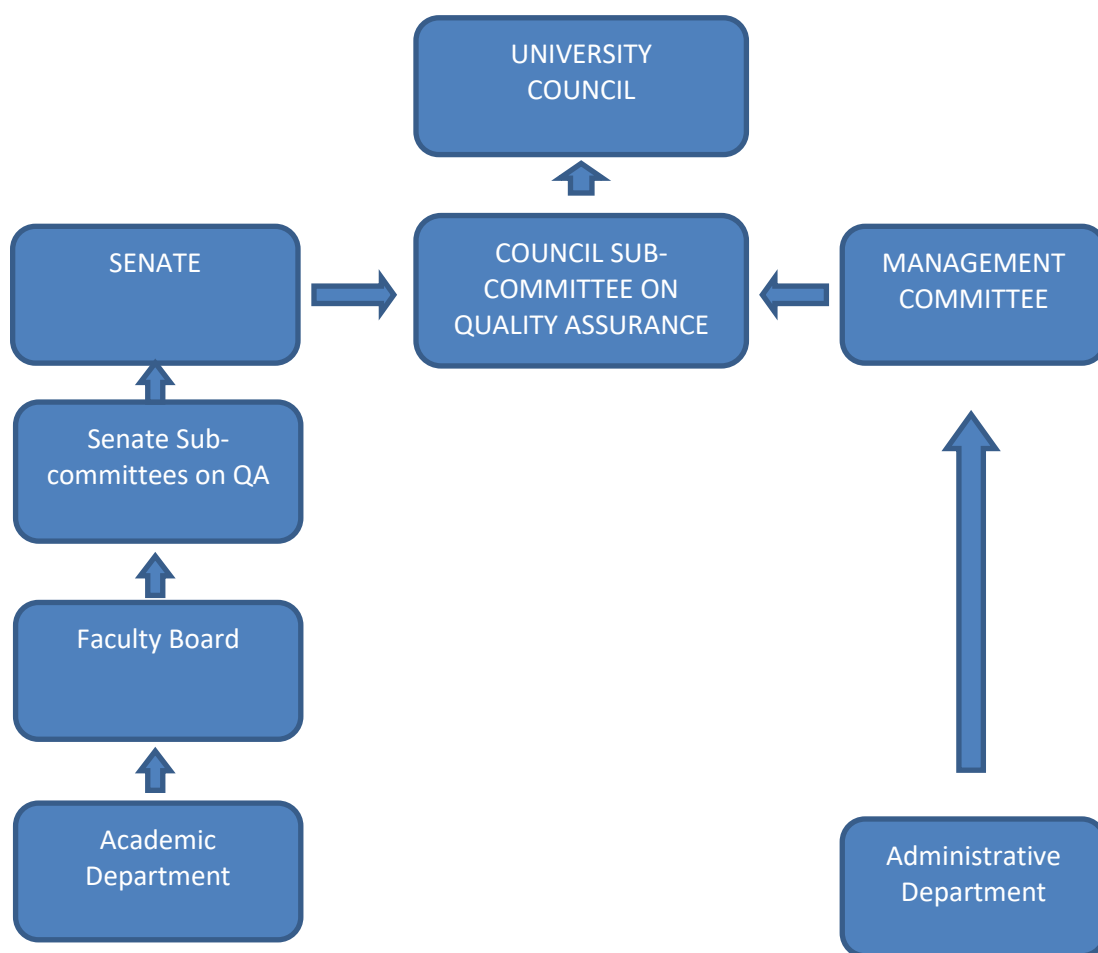 UNIVERSITY
COUNCIL
SENATE
COUNCIL SUB-
COMMITTEE ON
QUALITY ASSURANCE
MANAGEMENT
COMMITTEE
Senate Sub-
committees on QA
Faculty Board
Academic
Department
Administrative
Department